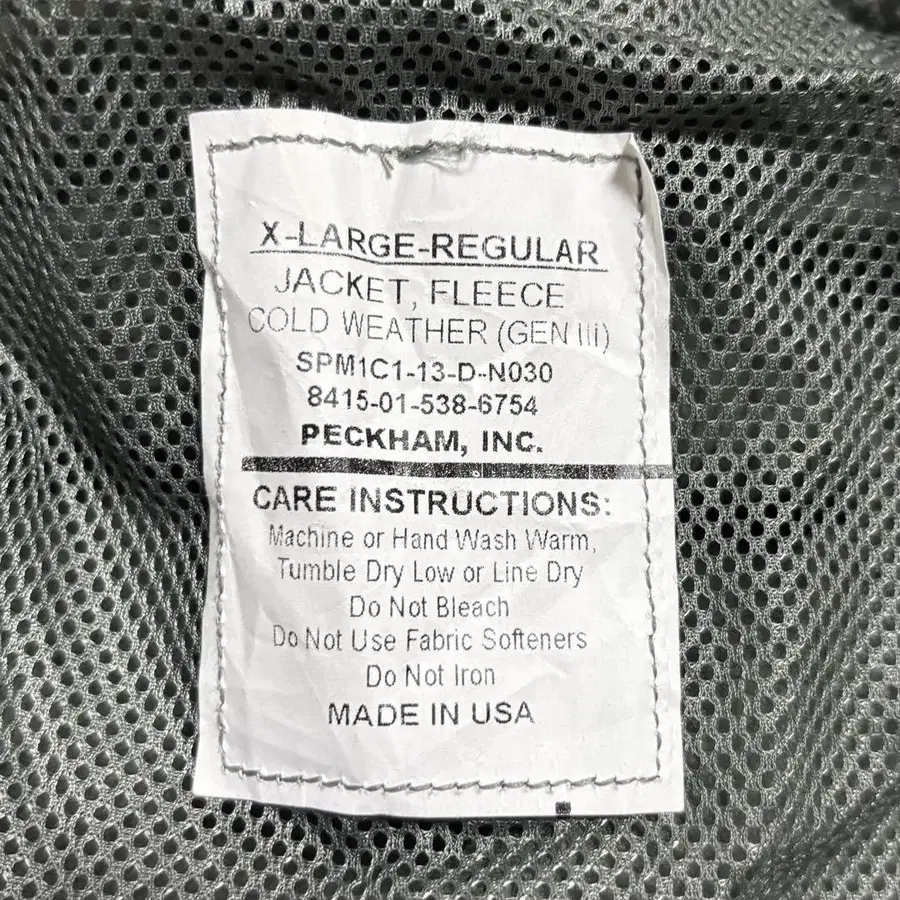 X-LARGE-REGULAR
JACKET, FLEECE
COLD WEATHER (GEN III)
SPM1C1-13-D-N030
8415-01-538-6754
PECKHAM, INC.
CARE INSTRUCTIONS:
Machine or Hand Wash Warm,
Tumble Dry Low or Line Dry
Do Not Bleach
Do Not Use Fabric Softeners
Do Not Iron
MADE IN USA